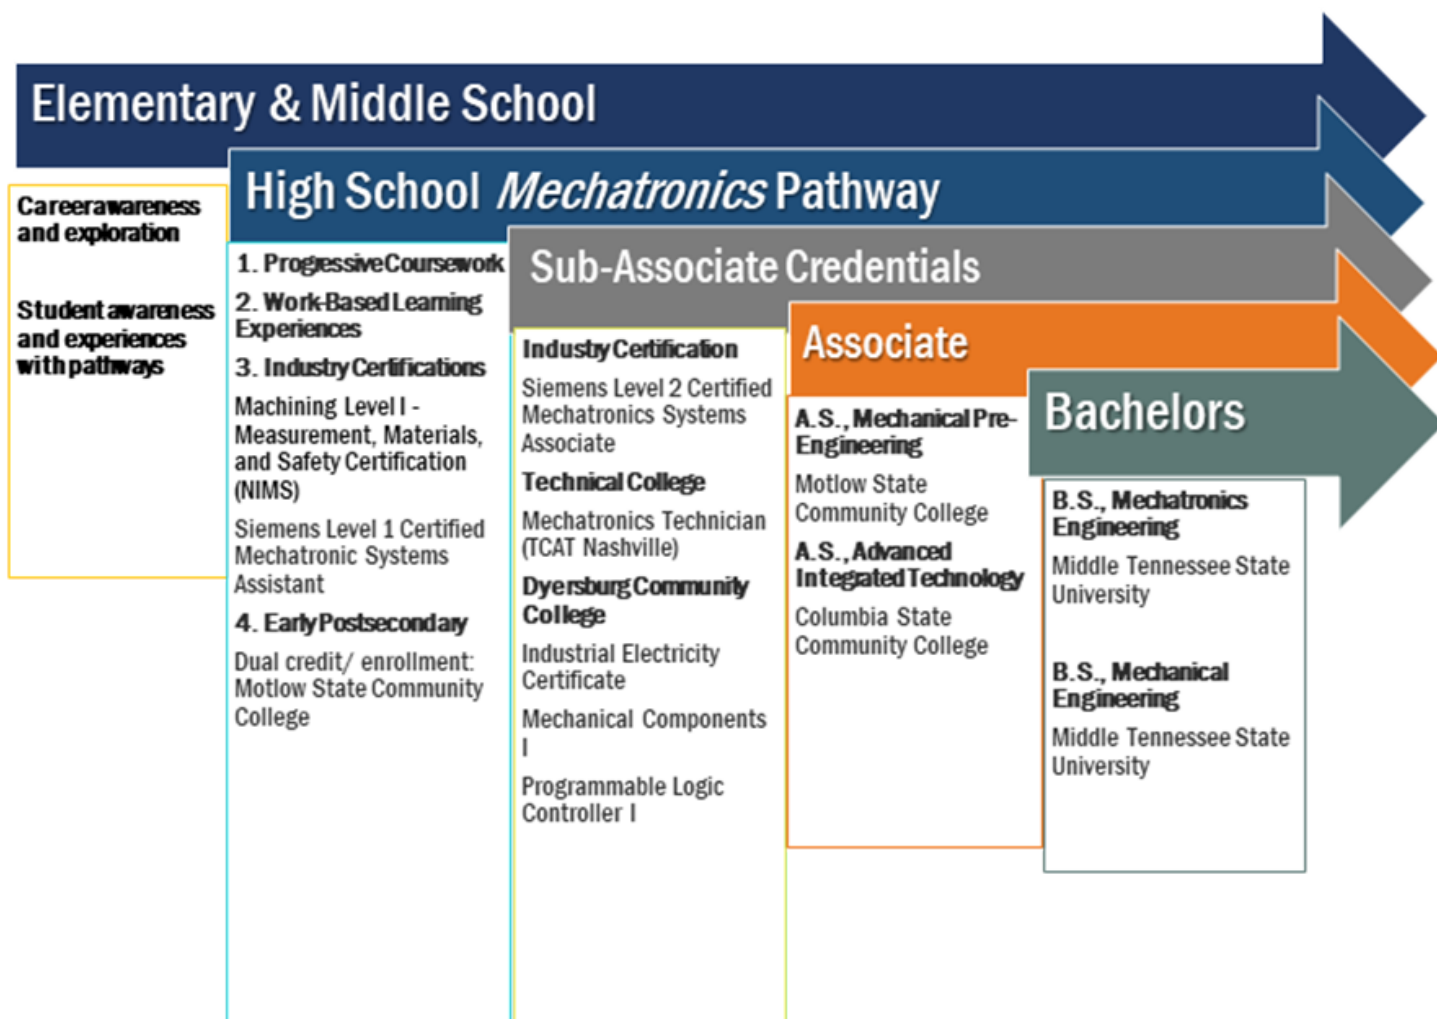 Elementary & Middle School
Career awareness
and exploration
Student awareness
and experiences
with pathways
High School Mechatronics Pathway
1. Progressive Coursework
2. Work-Based Learning
Experiences
3. Industry Certifications
Machining Level I -
Measurement, Materials,
and Safety Certification
(NIMS)
Siemens Level 1 Certified
Mechatronic Systems
Assistant
4. Early Postsecondary
Dual credit/ enrollment:
Motlow State Community
College
Sub-Associate Credentials
Industry Certification
Siemens Level 2 Certified
Mechatronics Systems
Associate
Technical College
Mechatronics Technician
(TCAT Nashville)
Dyersburg Community
College
Industrial Electricity
Certificate
Mechanical Components
I
Programmable Logic
Controller I
Associate
A.S., Mechanical Pre-
Engineering
Motlow State
Community College
A.S., Advanced
Integrated Technology
Columbia State
Community College
Bachelors
B.S., Mechatronics
Engineering
Middle Tennessee State
University
B.S., Mechanical
Engineering
Middle Tennessee State
University